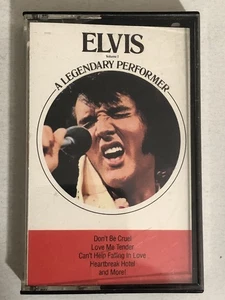 ELVIS
Volume 1
A LEGENDARY PERFORMER
Don't Be Cruel
Love Me Tender
Can't Help Falling in Love
Heartbreak Hotel
and More!